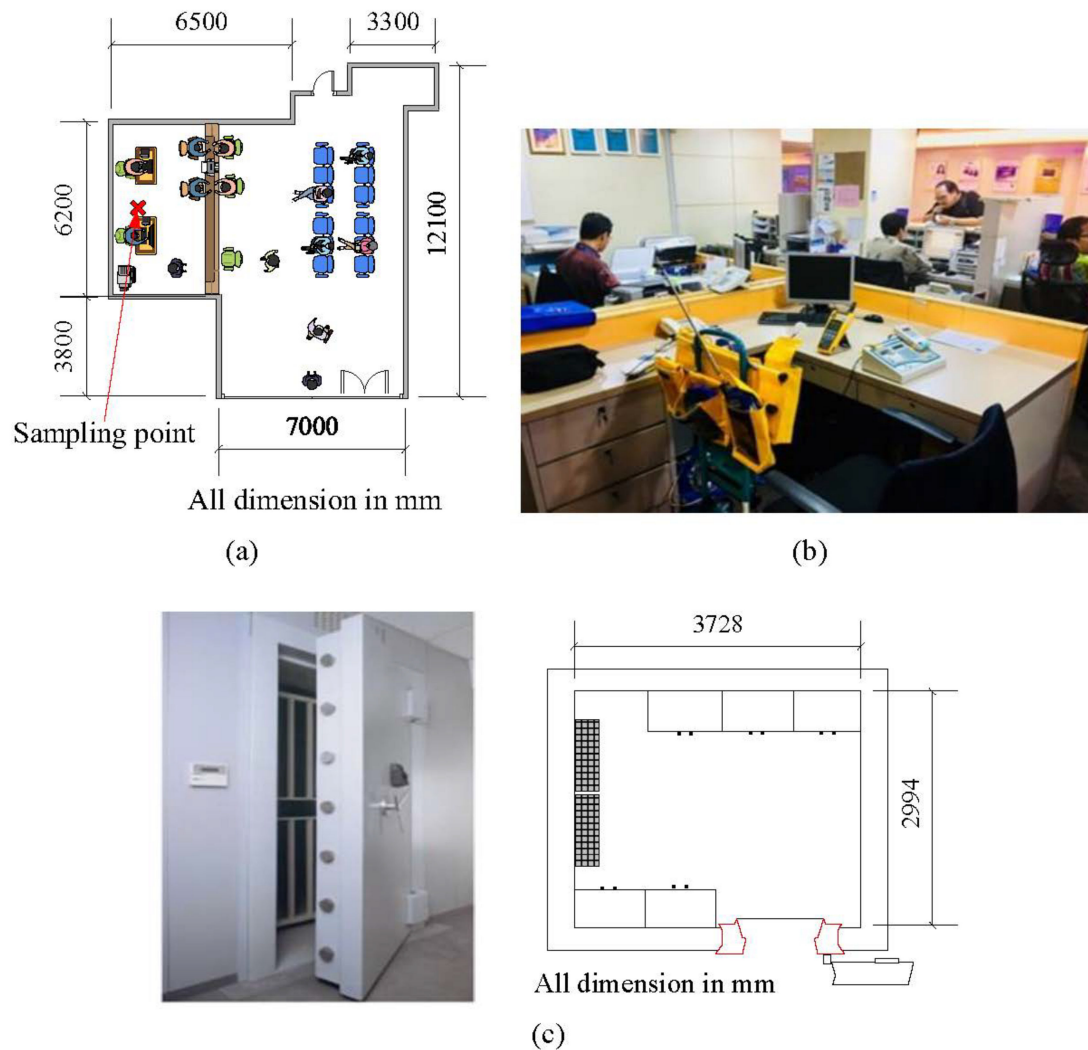 6500
3300
6200
12100
3800
Sampling point
7000
All dimension in mm
(a)
(b)
3728
2994
All dimension in mm
(c)